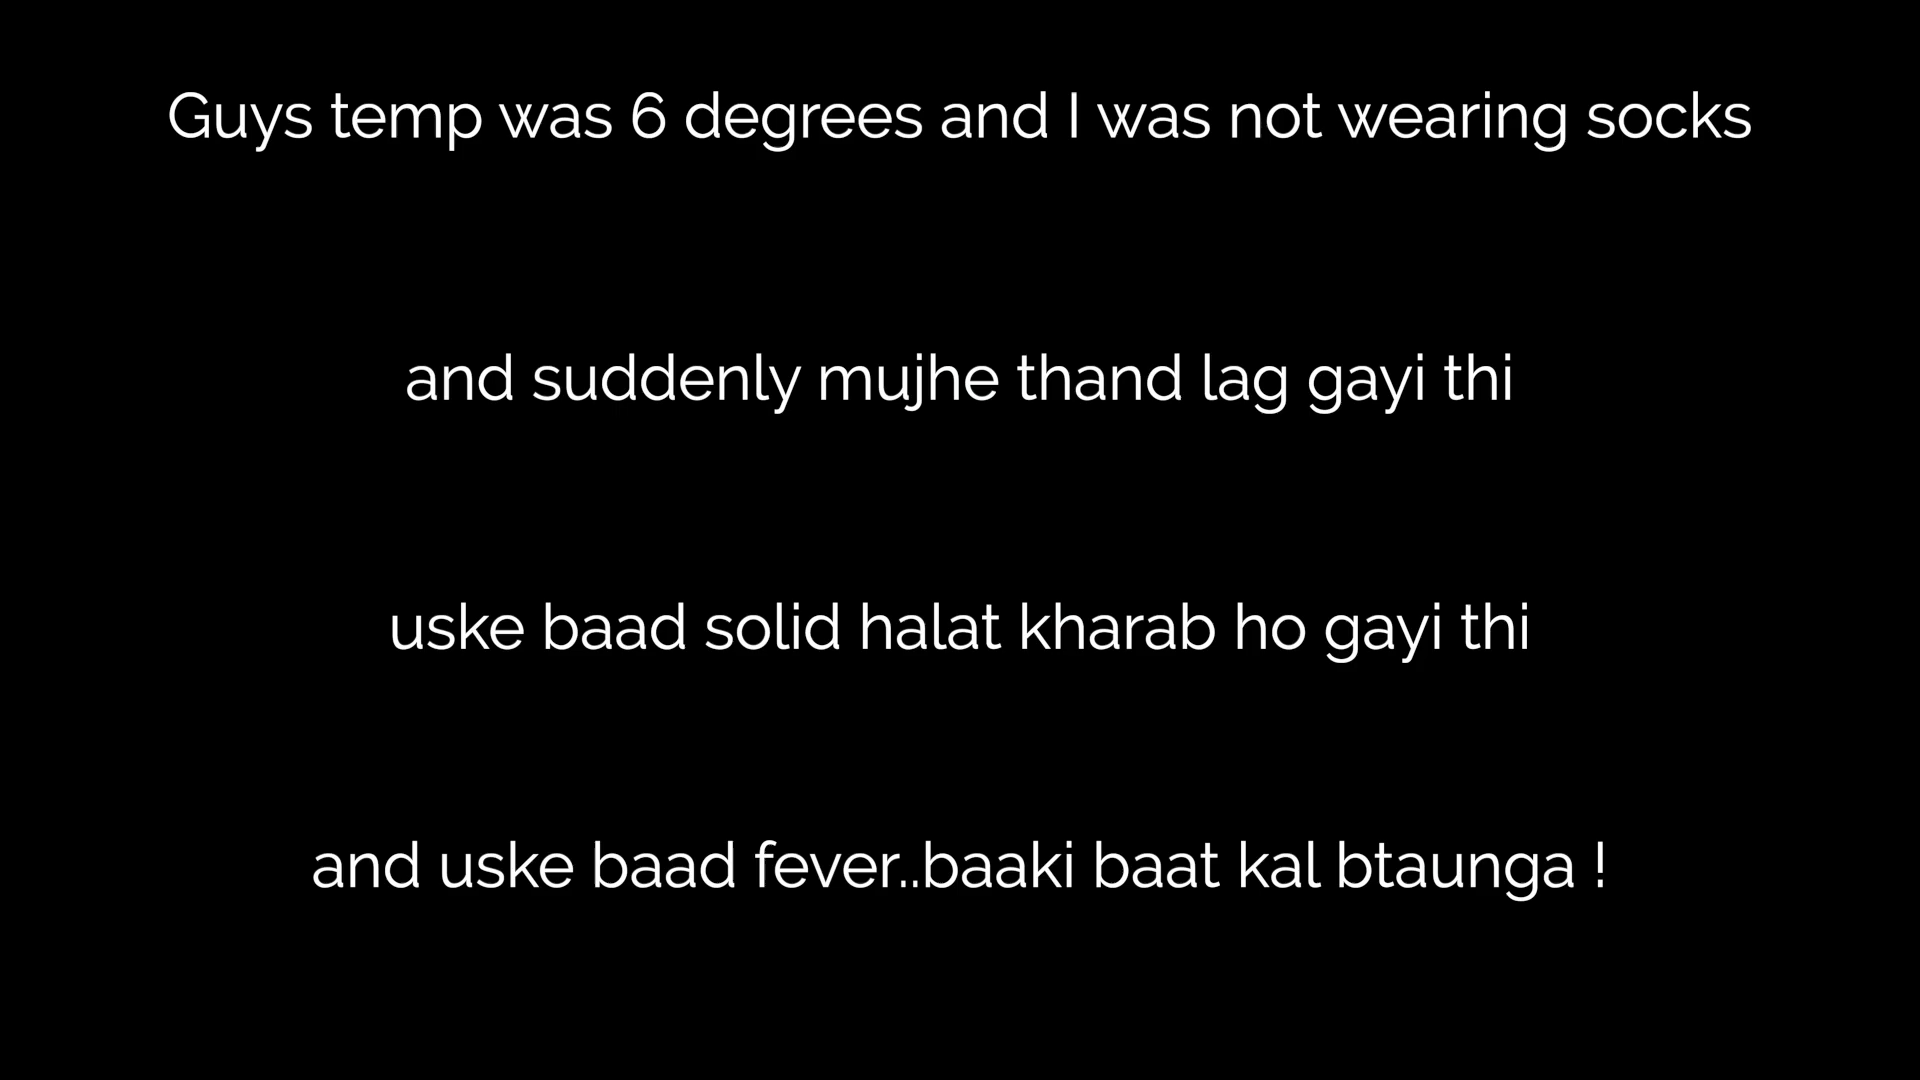 Guys temp was 6 degrees and I was not wearing socks
and suddenly mujhe thand lag gayi thi
uske baad solid halat kharab ho gayi thi
and uske baad fever..baaki baat kal btaunga !